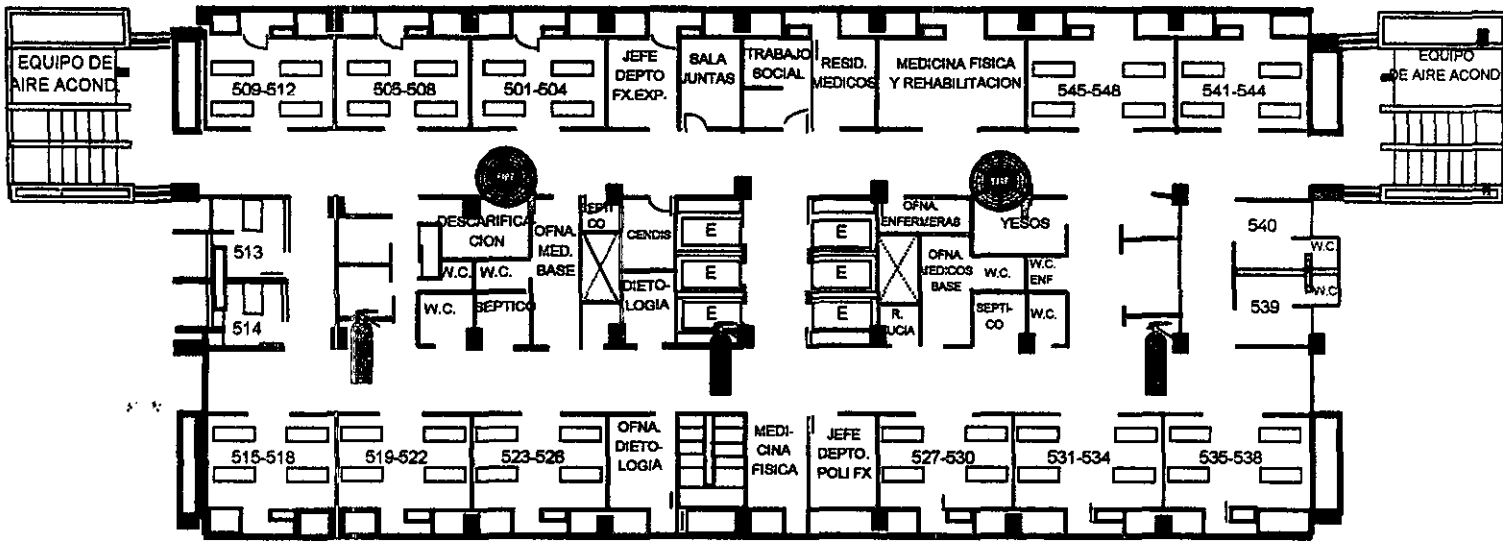 EQUIPO DE
AIRE ACOND.
509-512
505-508
501-504
JEFE
DEPTO
FX.EXP.
SALA
JUNTAS
TRABAJO
SOCIAL
RESID.
MEDICOS
MEDICINA FISICA
Y REHABILITACION
545-548
541-544
EQUIPO
DE AIRE ACOND
513
514
DESCARIFICA-
CION
W.C.
W.C.
W.C.
SEPTICO
OFNA.
MED.
BASE
SEPTI
CO
CENDIS
DIETO-
LOGIA
E
E
E
E
E
E
OFNA.
ENFERMERAS
OFNA.
MEDICOS
BASE
R.
SUCIA
YESOS
W.C.
W.C.
ENF
SEPTI-
CO
W.C.
540
W.C.
539
W.C.
515-518
519-522
523-526
OFNA.
DIETO-
LOGIA
MEDI-
CINA
FISICA
JEFE
DEPTO.
POLI FX
527-530
531-534
535-538